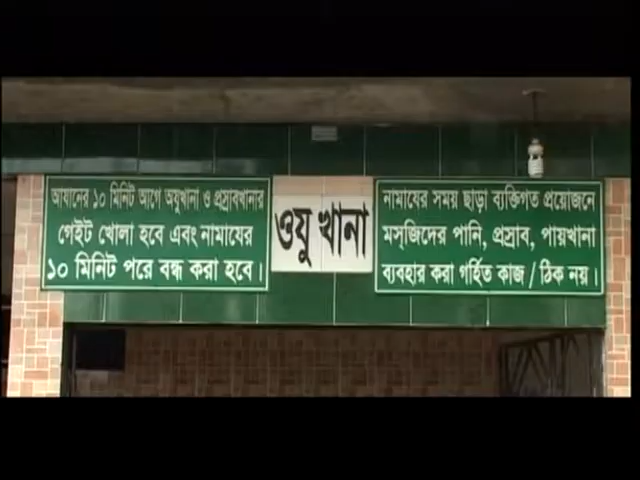 আযানের ১০ মিনিট আগে অযুখানা ও প্রস্রাবখানার
গেইট খোলা হবে এবং নামাযের
১০ মিনিট পরে বন্ধ করা হবে।
ওযু খানা
নামাযের সময় ছাড়া ব্যক্তিগত প্রয়োজনে
মসজিদের পানি, প্রস্রাব, পায়খানা
ব্যবহার করা গর্হিত কাজ / ঠিক নয়।